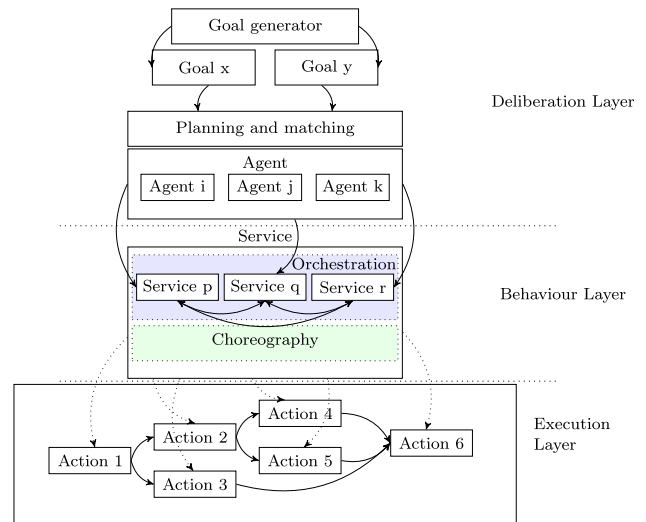 Goal generator
Goal x
Goal y
Deliberation Layer
Planning and matching
Agent
Agent i
Agent j
Agent k
Service
Orchestration
Service p
Service q
Service r
Behaviour Layer
Choreography
Action 4
Action 2
Action 6
Execution
Layer
Action 1
Action 5
Action 3